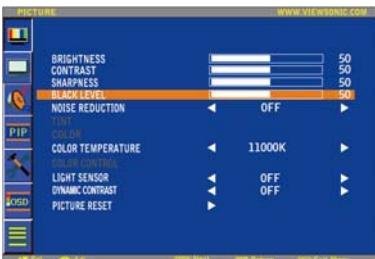 PICTURE WWW.VIEWSONIC.COM
BRIGHTNESS 50
CONTRAST 50
SHARPNESS 50
BLACK LEVEL 50
NOISE REDUCTION OFF
TINT
COLOR
COLOR TEMPERATURE 11000K
COLOR CONTROL
LIGHT SENSOR OFF
DYNAMIC CONTRAST OFF
PICTURE RESET
PIP
OSD